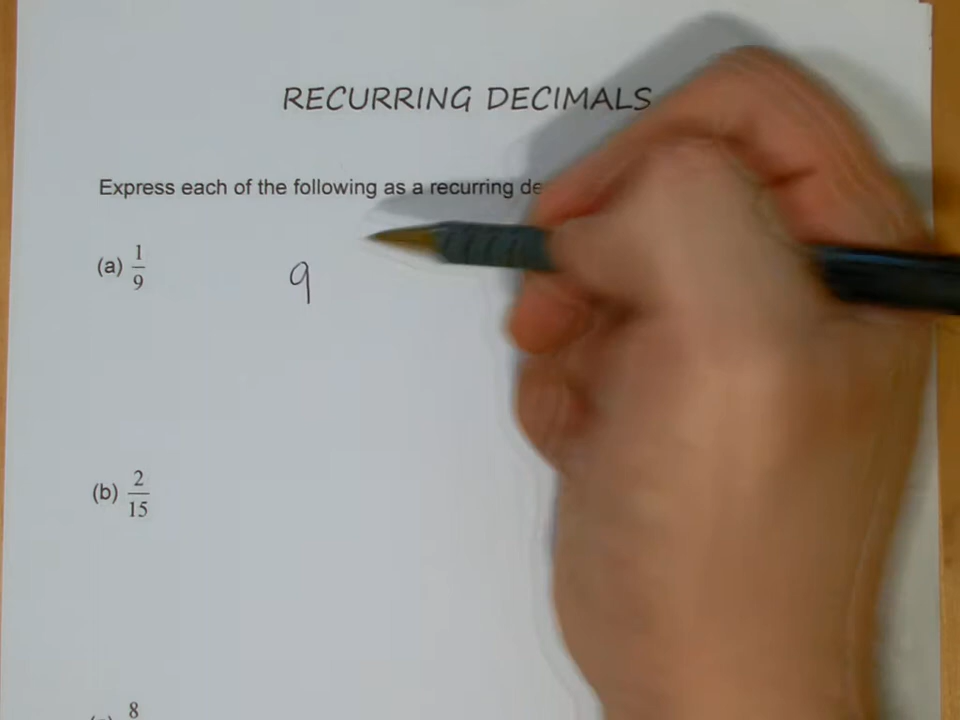 RECURRING DECIMALS
Express each of the following as a recurring de
(a) 1/9 9
(b) 2/15
8